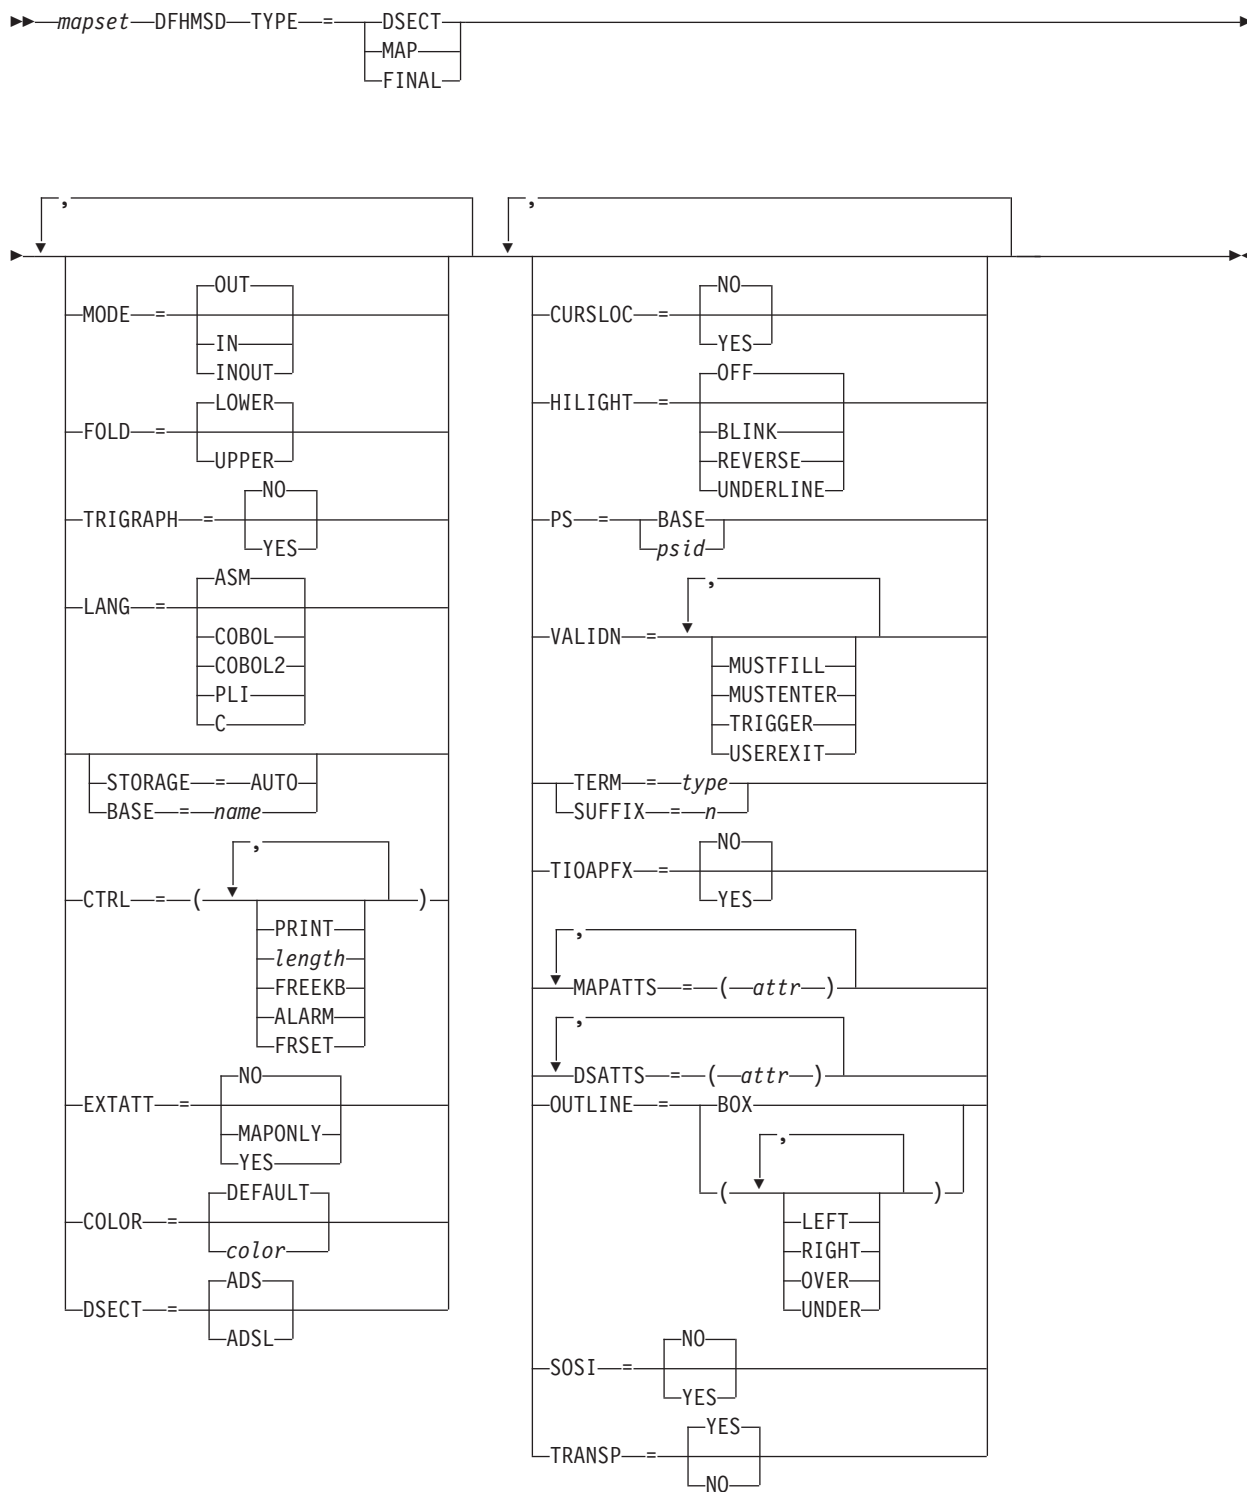 mapset DFHMSD TYPE = DSECT
MAP
FINAL
,
OUT
MODE =
IN
INOUT
LOWER
FOLD =
UPPER
NO
TRIGRAPH =
YES
ASM
LANG =
COBOL
COBOL2
PLI
C
STORAGE = AUTO
BASE = name
,
CTRL = ( )
PRINT
length
FREEKB
ALARM
FRSET
NO
EXTATT =
MAPONLY
YES
DEFAULT
COLOR =
color
ADS
DSECT =
ADSL
,
NO
CURSLOC =
YES
OFF
HILIGHT =
BLINK
REVERSE
UNDERLINE
PS = BASE
psid
,
VALIDN =
MUSTFILL
MUSTENTER
TRIGGER
USEREXIT
TERM = type
SUFFIX = n
NO
TIOAPFX =
YES
,
MAPATTS = ( attr )
,
DSATTS = ( attr )
OUTLINE = BOX
,
( )
LEFT
RIGHT
OVER
UNDER
NO
SOSI =
YES
YES
TRANSP =
NO